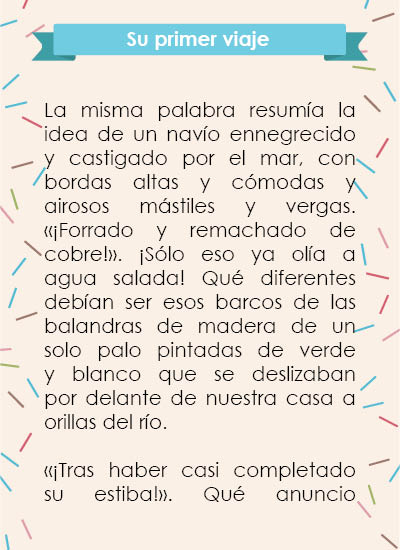 Su primer viaje
La misma palabra resumía la
idea de un navío ennegrecido
y castigado por el mar, con
bordas altas y cómodas y
airosos mástiles y vergas.
«¡Forrado y remachado de
cobre!». ¡Sólo eso ya olía a
agua salada! Qué diferentes
debían ser esos barcos de las
balandras de madera de un
solo palo pintadas de verde
y blanco que se deslizaban
por delante de nuestra casa a
orillas del río.
«¡Tras haber casi completado
su estiba!». Qué anuncio